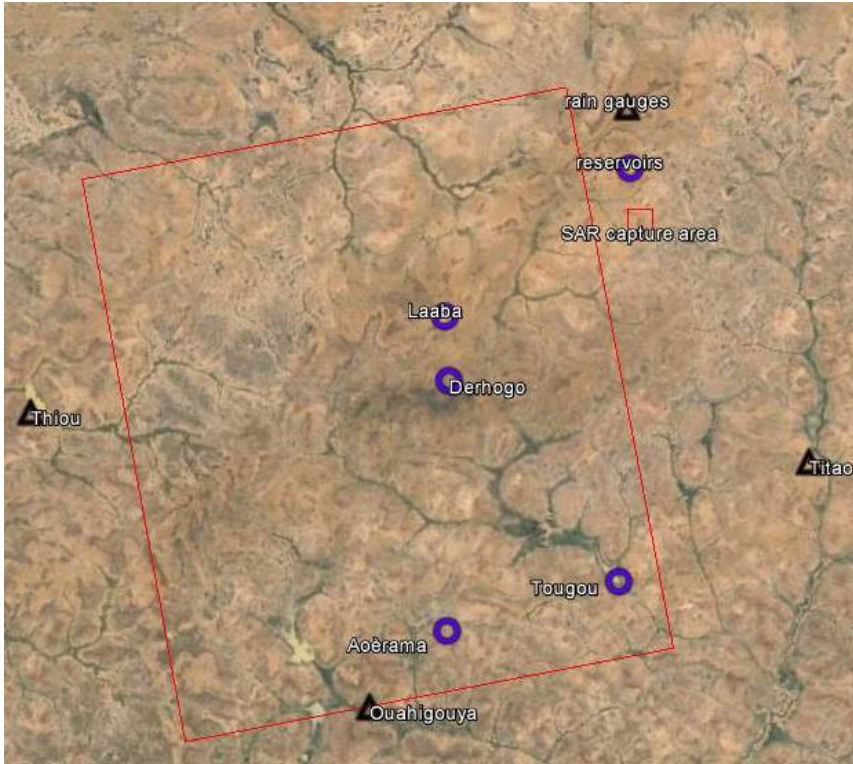 rain gauges
reservoirs
SAR capture area
Laaba
Derhogo
Thiou
Titao
Tougou
Aoèrama
Ouahigouya